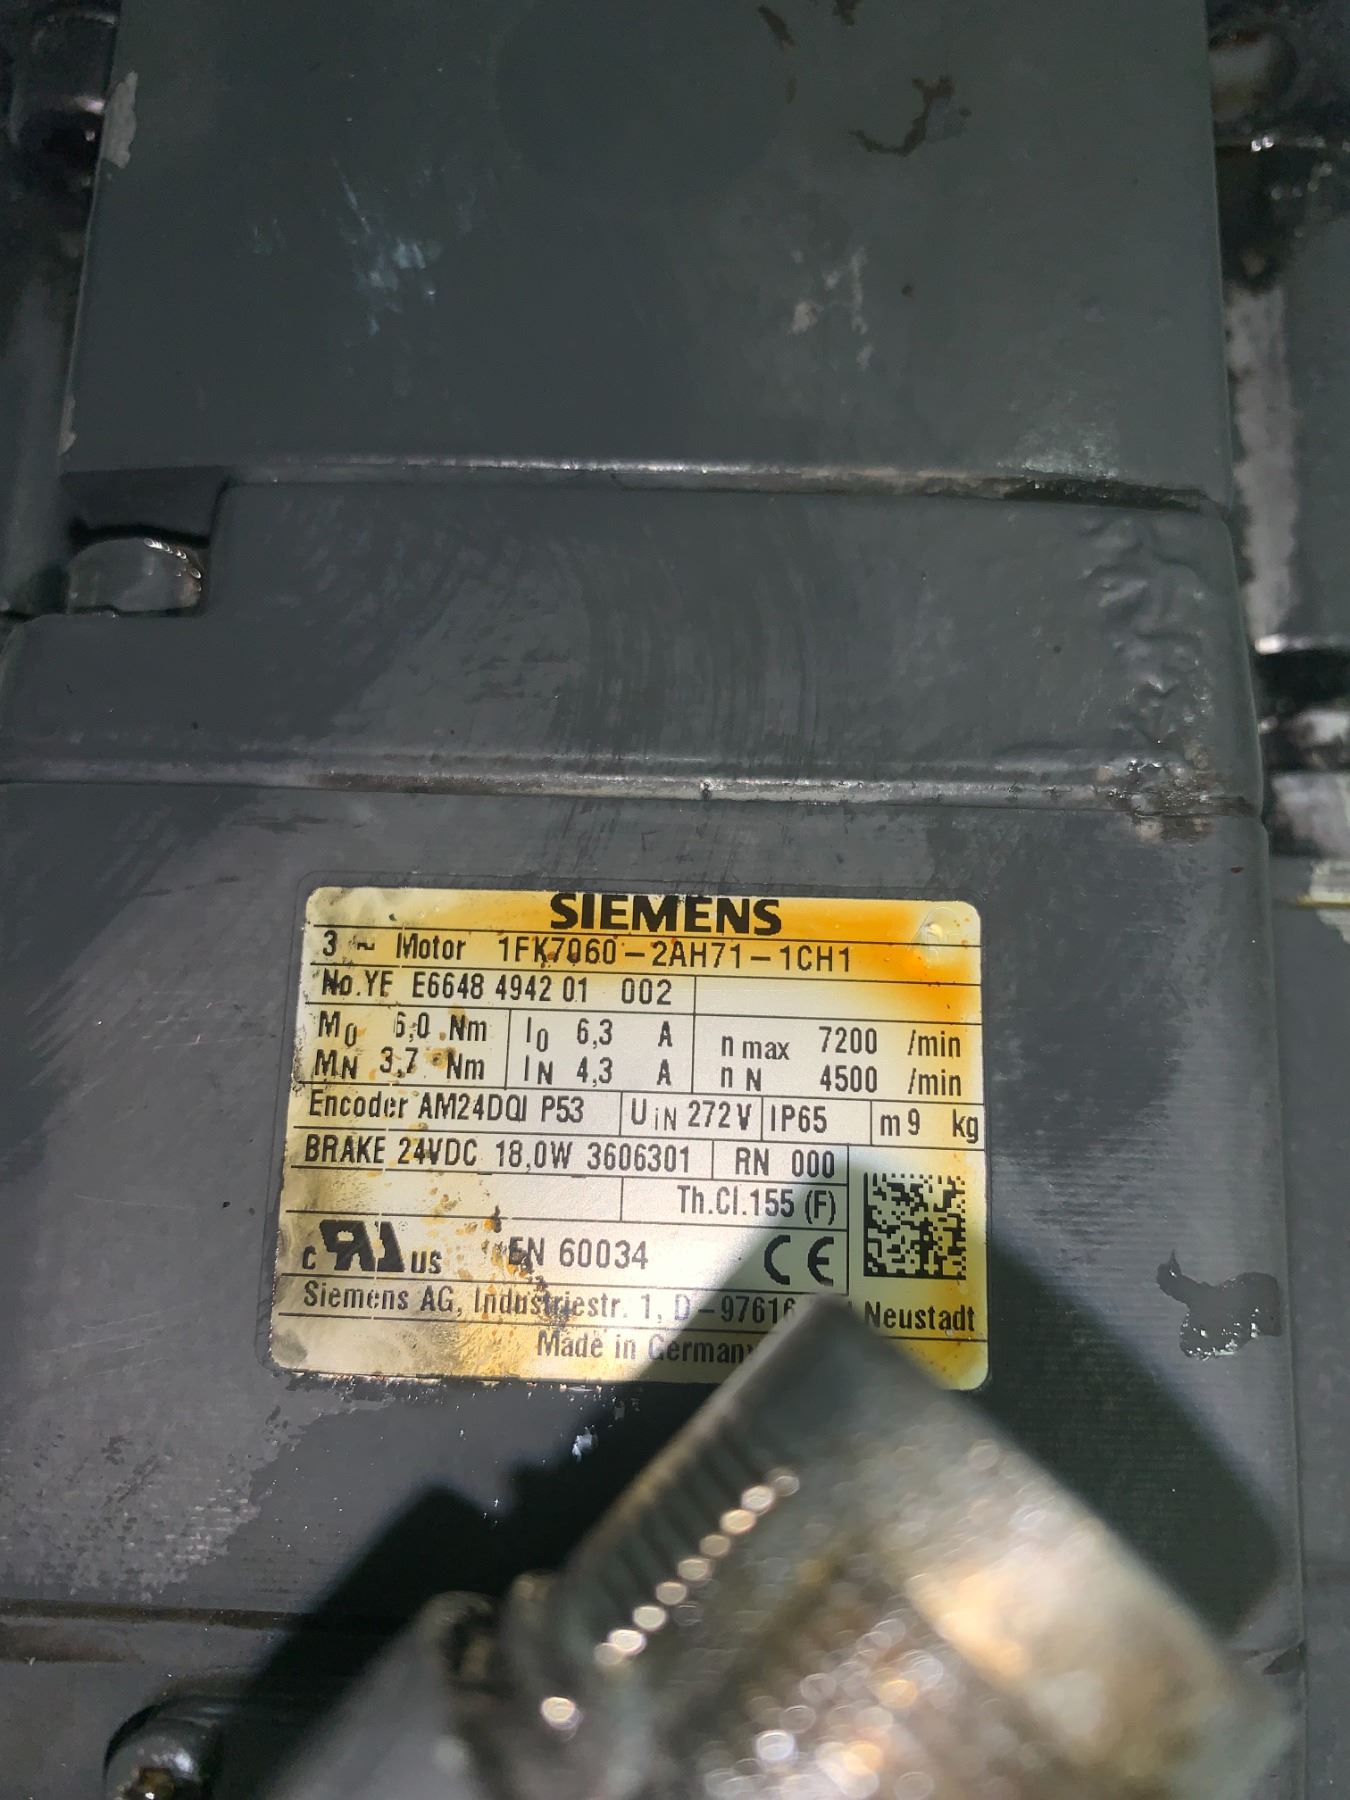 SIEMENS
3 ~ Motor 1FK7060-2AH71-1CH1
No.YF E6648 4942 01 002
M0 6,0 Nm I0 6,3 A n max 7200 /min
MN 3,7 Nm IN 4,3 A n N 4500 /min
Encoder AM24DQI P53 UIN 272V IP65 m 9 kg
BRAKE 24VDC 18,0W 3606301 RN 000
Th.Cl.155 (F)
c RU us EN 60034 CE
Siemens AG, Industriestr. 1, D-97616 Neustadt
Made in Germany